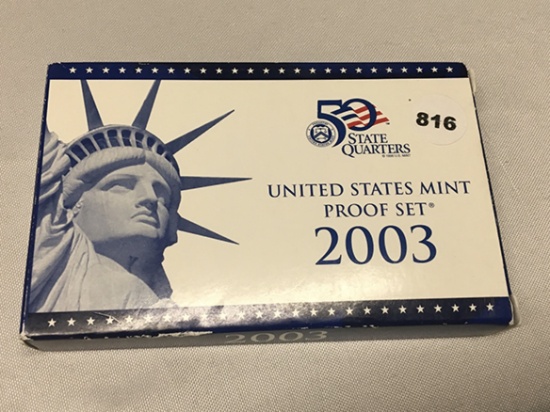 50
STATE
QUARTERS
816
UNITED STATES MINT
PROOF SET®
2003
2003